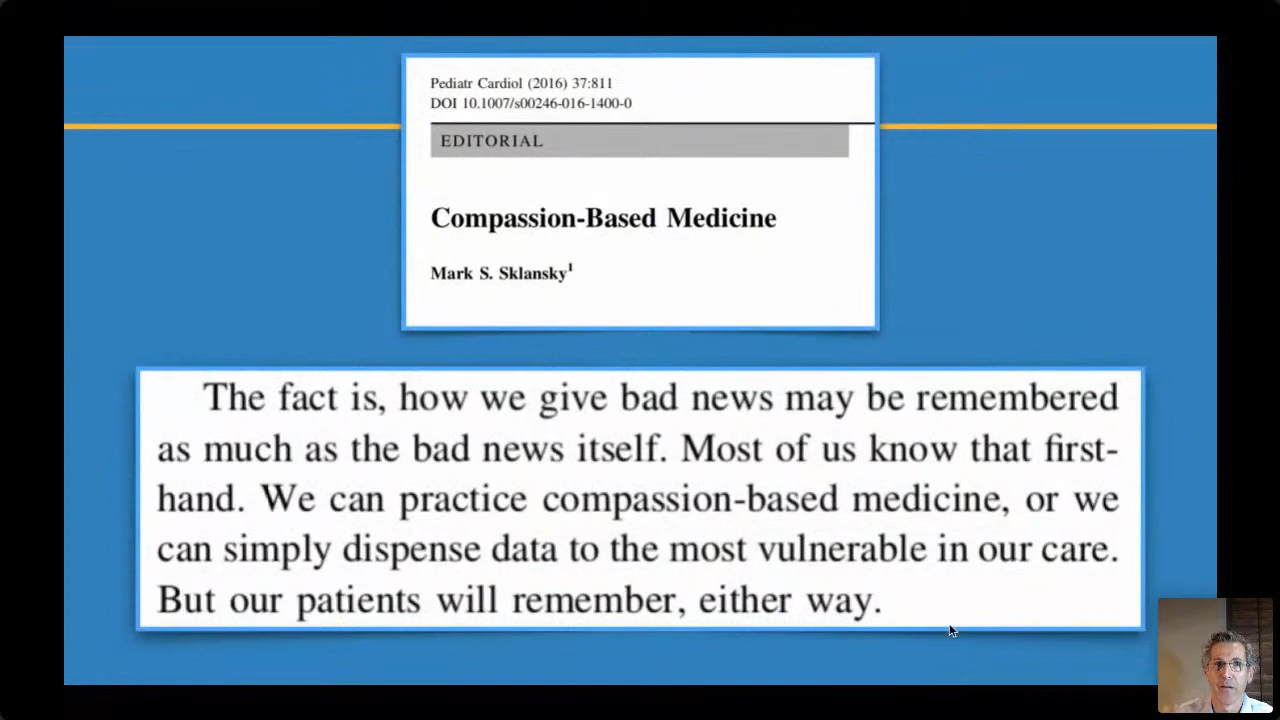 Pediatr Cardiol (2016) 37:811
DOI 10.1007/s00246-016-1400-0
EDITORIAL
Compassion-Based Medicine
Mark S. Sklansky1
The fact is, how we give bad news may be remembered
as much as the bad news itself. Most of us know that first-
hand. We can practice compassion-based medicine, or we
can simply dispense data to the most vulnerable in our care.
But our patients will remember, either way.